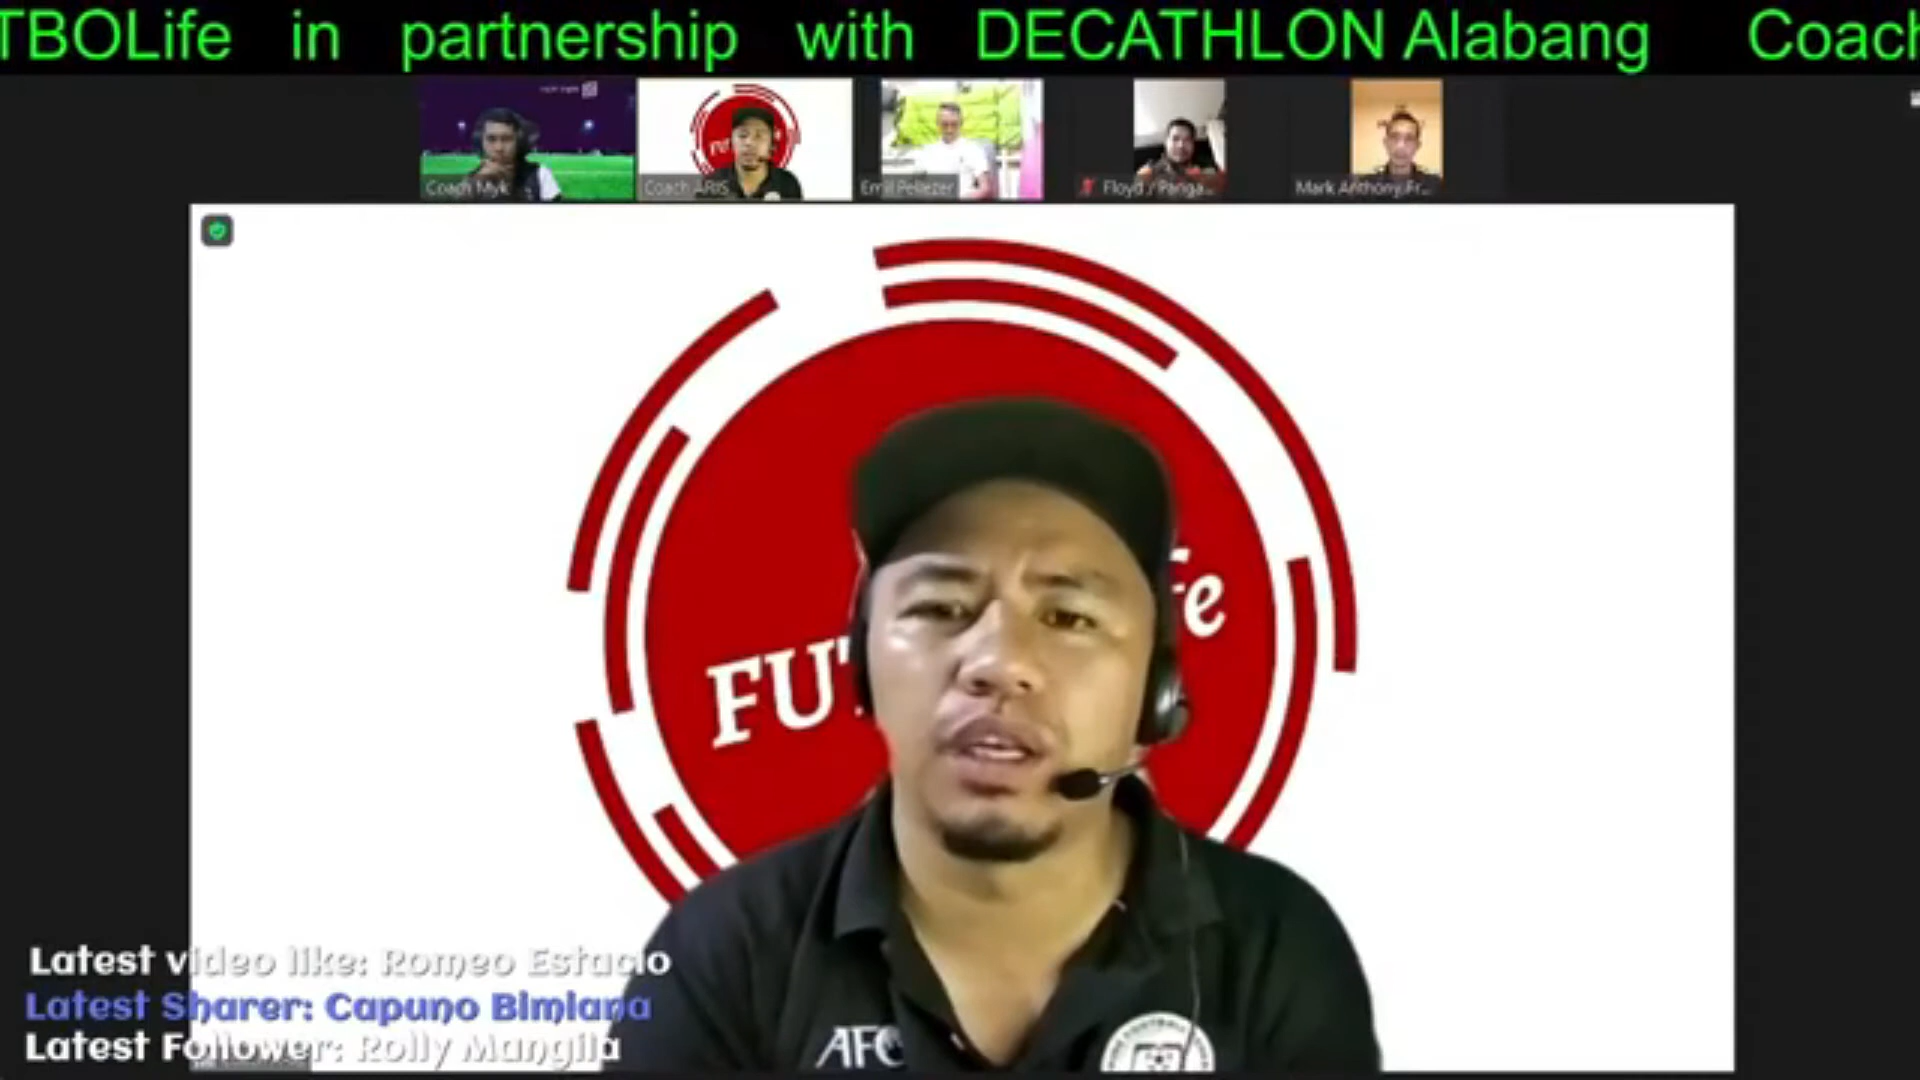 TBOLife in partnership with DECATHLON Alabang Coach
Coach Myk
Coach ARIS
Emil Pellezer
Floyd / Panga...
Mark Anthony Fr...
fe
FUT
Latest video like: Romeo Estacio
Latest Sharer: Capuno Bimlana
Latest Follower: Rolly Mangila
AFC